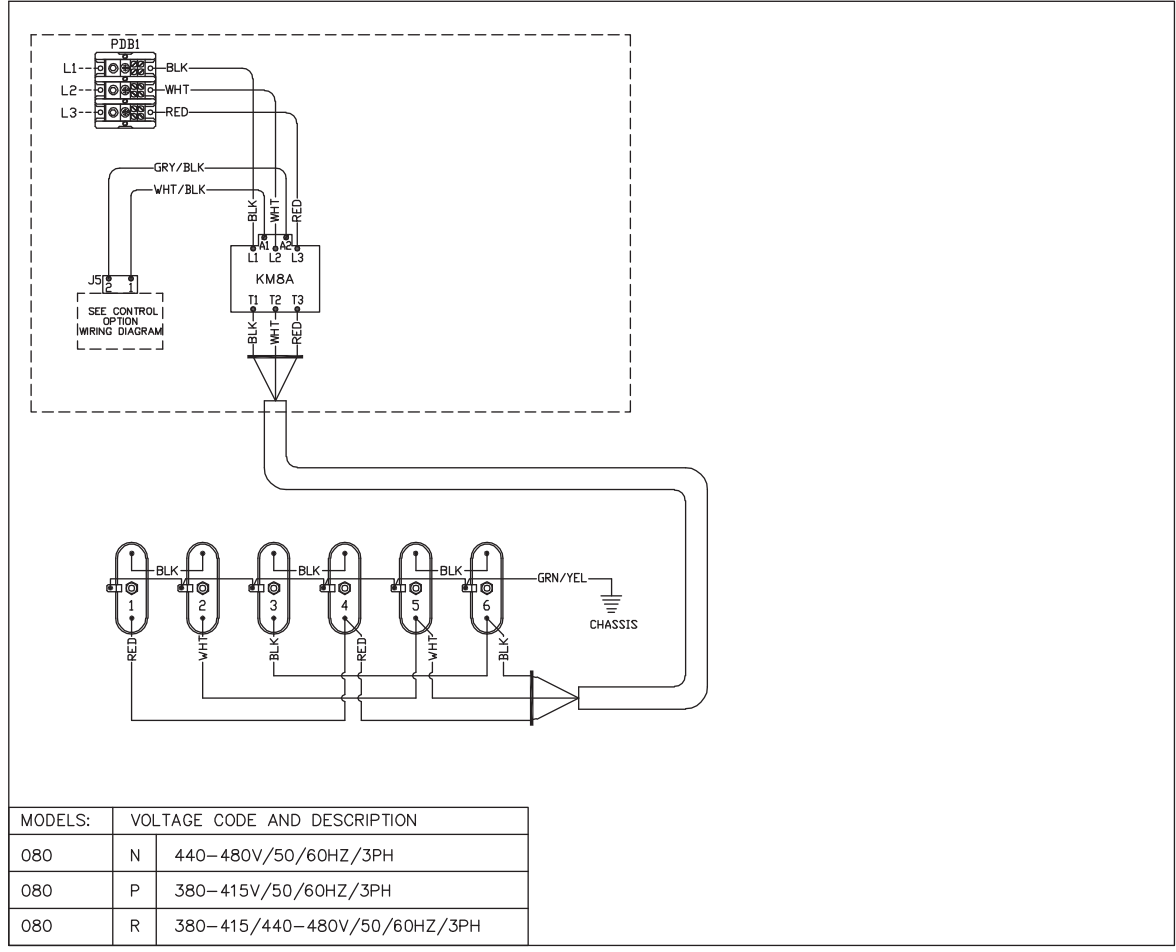 PDB1
L1 BLK
L2 WHT
L3 RED
GRY/BLK
WHT/BLK
BLK WHT RED
A1 A2
L1 L2 L3
KM8A
T1 T2 T3
BLK WHT RED
J5
2 1
SEE CONTROL
OPTION
WIRING DIAGRAM
BLK BLK BLK
GRN/YEL
CHASSIS
1 2 3 4 5 6
RED WHT BLK RED WHT BLK
MODELS: VOLTAGE CODE AND DESCRIPTION
080 N 440-480V/50/60HZ/3PH
080 P 380-415V/50/60HZ/3PH
080 R 380-415/440-480V/50/60HZ/3PH